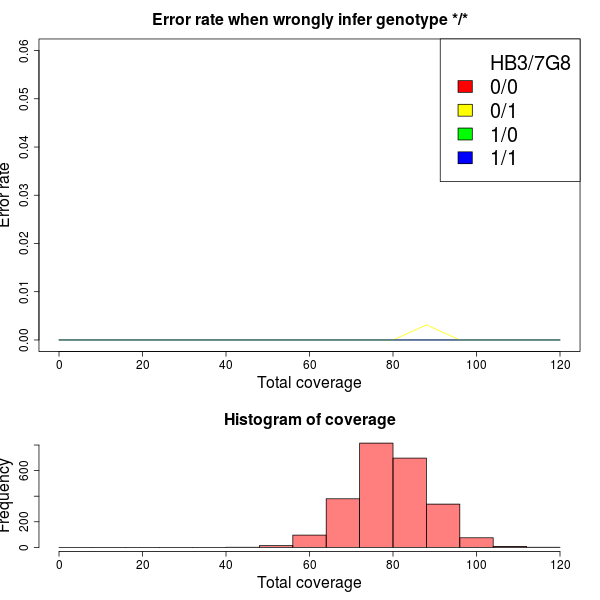 Error rate when wrongly infer genotype */*
HB3/7G8
0/0
0/1
1/0
1/1
Error rate
0.06
0.05
0.04
0.03
0.02
0.01
0.00
0 20 40 60 80 100 120
Total coverage
Histogram of coverage
Frequency
600
200
0
0 20 40 60 80 100 120
Total coverage